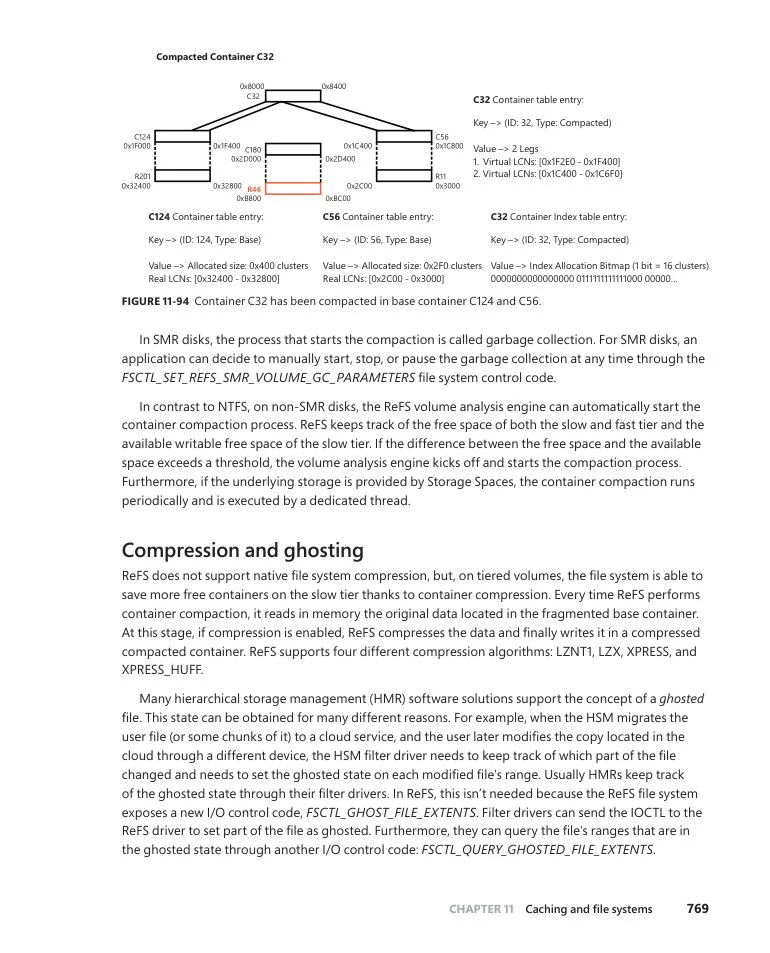 Compacted Container C32
0x8000
0x8400
C32
C32 Container table entry:
Key –> (ID: 32, Type: Compacted)
Value –> 2 Legs
1. Virtual LCNs: [0x1F2E0 - 0x1F400]
2. Virtual LCNs: [0x1C400 - 0x1C6F0]
C124
0x1F000
0x1F400
C180
0x2D000
0x2D400
0x1C400
C56
0x1C800
R201
0x32400
0x32800
R46
0xB800
0xBC00
0x2C00
R11
0x3000
C124 Container table entry:
Key –> (ID: 124, Type: Base)
Value –> Allocated size: 0x400 clusters
Real LCNs: [0x32400 - 0x32800]
C56 Container table entry:
Key –> (ID: 56, Type: Base)
Value –> Allocated size: 0x2F0 clusters
Real LCNs: [0x2C00 - 0x3000]
C32 Container Index table entry:
Key –> (ID: 32, Type: Compacted)
Value –> Index Allocation Bitmap (1 bit = 16 clusters)
0000000000000000 0111111111111000 00000...
FIGURE 11-94 Container C32 has been compacted in base container C124 and C56.
In SMR disks, the process that starts the compaction is called garbage collection. For SMR disks, an
application can decide to manually start, stop, or pause the garbage collection at any time through the
FSCTL_SET_REFS_SMR_VOLUME_GC_PARAMETERS file system control code.
In contrast to NTFS, on non-SMR disks, the ReFS volume analysis engine can automatically start the
container compaction process. ReFS keeps track of the free space of both the slow and fast tier and the
available writable free space of the slow tier. If the difference between the free space and the available
space exceeds a threshold, the volume analysis engine kicks off and starts the compaction process.
Furthermore, if the underlying storage is provided by Storage Spaces, the container compaction runs
periodically and is executed by a dedicated thread.
Compression and ghosting
ReFS does not support native file system compression, but, on tiered volumes, the file system is able to
save more free containers on the slow tier thanks to container compression. Every time ReFS performs
container compaction, it reads in memory the original data located in the fragmented base container.
At this stage, if compression is enabled, ReFS compresses the data and finally writes it in a compressed
compacted container. ReFS supports four different compression algorithms: LZNT1, LZX, XPRESS, and
XPRESS_HUFF.
Many hierarchical storage management (HMR) software solutions support the concept of a ghosted
file. This state can be obtained for many different reasons. For example, when the HSM migrates the
user file (or some chunks of it) to a cloud service, and the user later modifies the copy located in the
cloud through a different device, the HSM filter driver needs to keep track of which part of the file
changed and needs to set the ghosted state on each modified file's range. Usually HMRs keep track
of the ghosted state through their filter drivers. In ReFS, this isn't needed because the ReFS file system
exposes a new I/O control code, FSCTL_GHOST_FILE_EXTENTS. Filter drivers can send the IOCTL to the
ReFS driver to set part of the file as ghosted. Furthermore, they can query the file's ranges that are in
the ghosted state through another I/O control code: FSCTL_QUERY_GHOSTED_FILE_EXTENTS.
CHAPTER 11 Caching and file systems 769